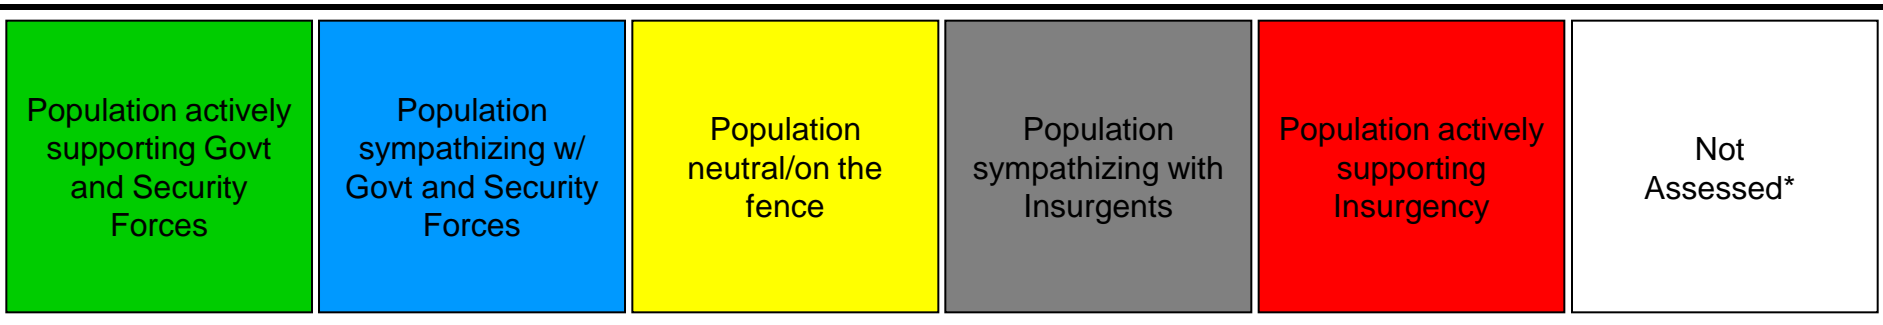 Population actively
supporting Govt
and Security
Forces
Population
sympathizing w/
Govt and Security
Forces
Population
neutral/on the
fence
Population
sympathizing with
Insurgents
Population actively
supporting
Insurgency
Not
Assessed*